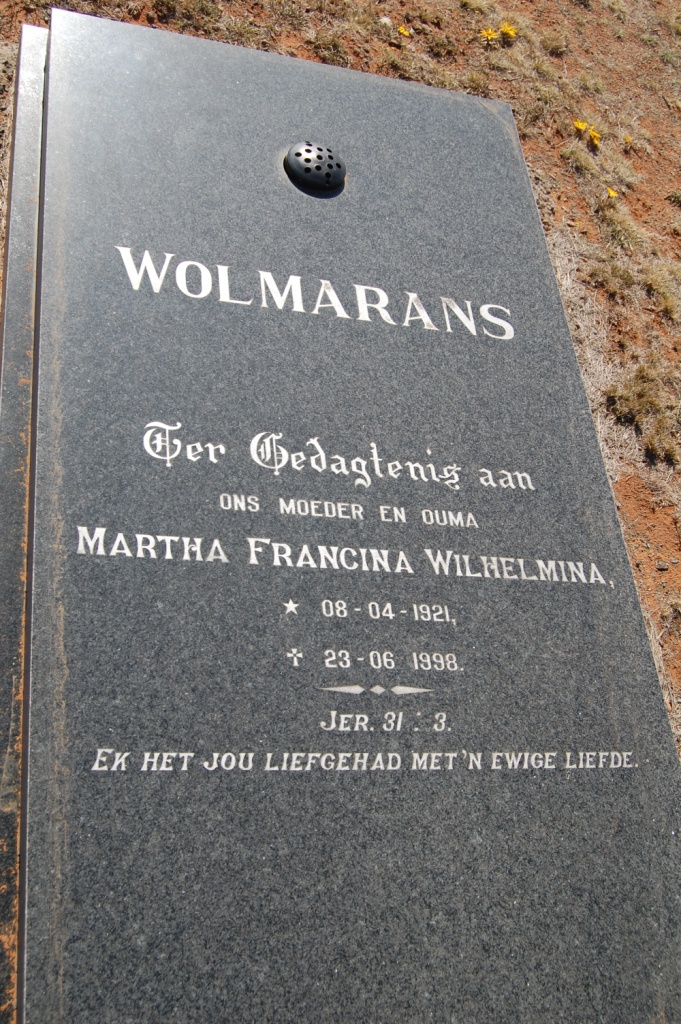 WOLMARANS
Ter Gedagtenis aan
ONS MOEDER EN OUMA
MARTHA FRANCINA WILHELMINA,
★ 08-04-1921,
✝ 23-06 1998.
JER. 31 : 3.
EK HET JOU LIEFGEHAD MET 'N EWIGE LIEFDE.